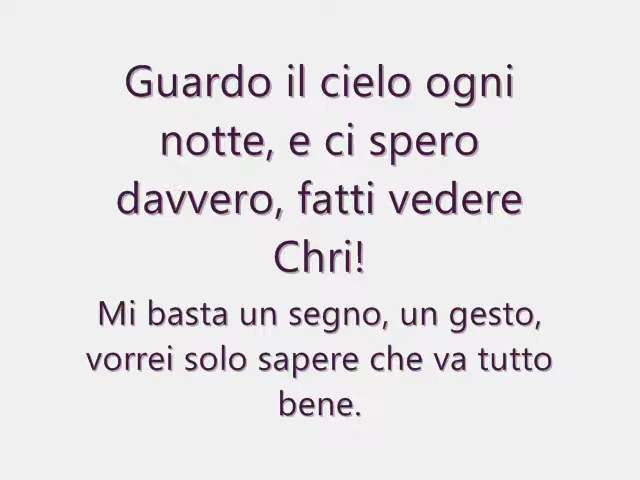 Guardo il cielo ogni
notte, e ci spero
davvero, fatti vedere
Chri!
Mi basta un segno, un gesto,
vorrei solo sapere che va tutto
bene.